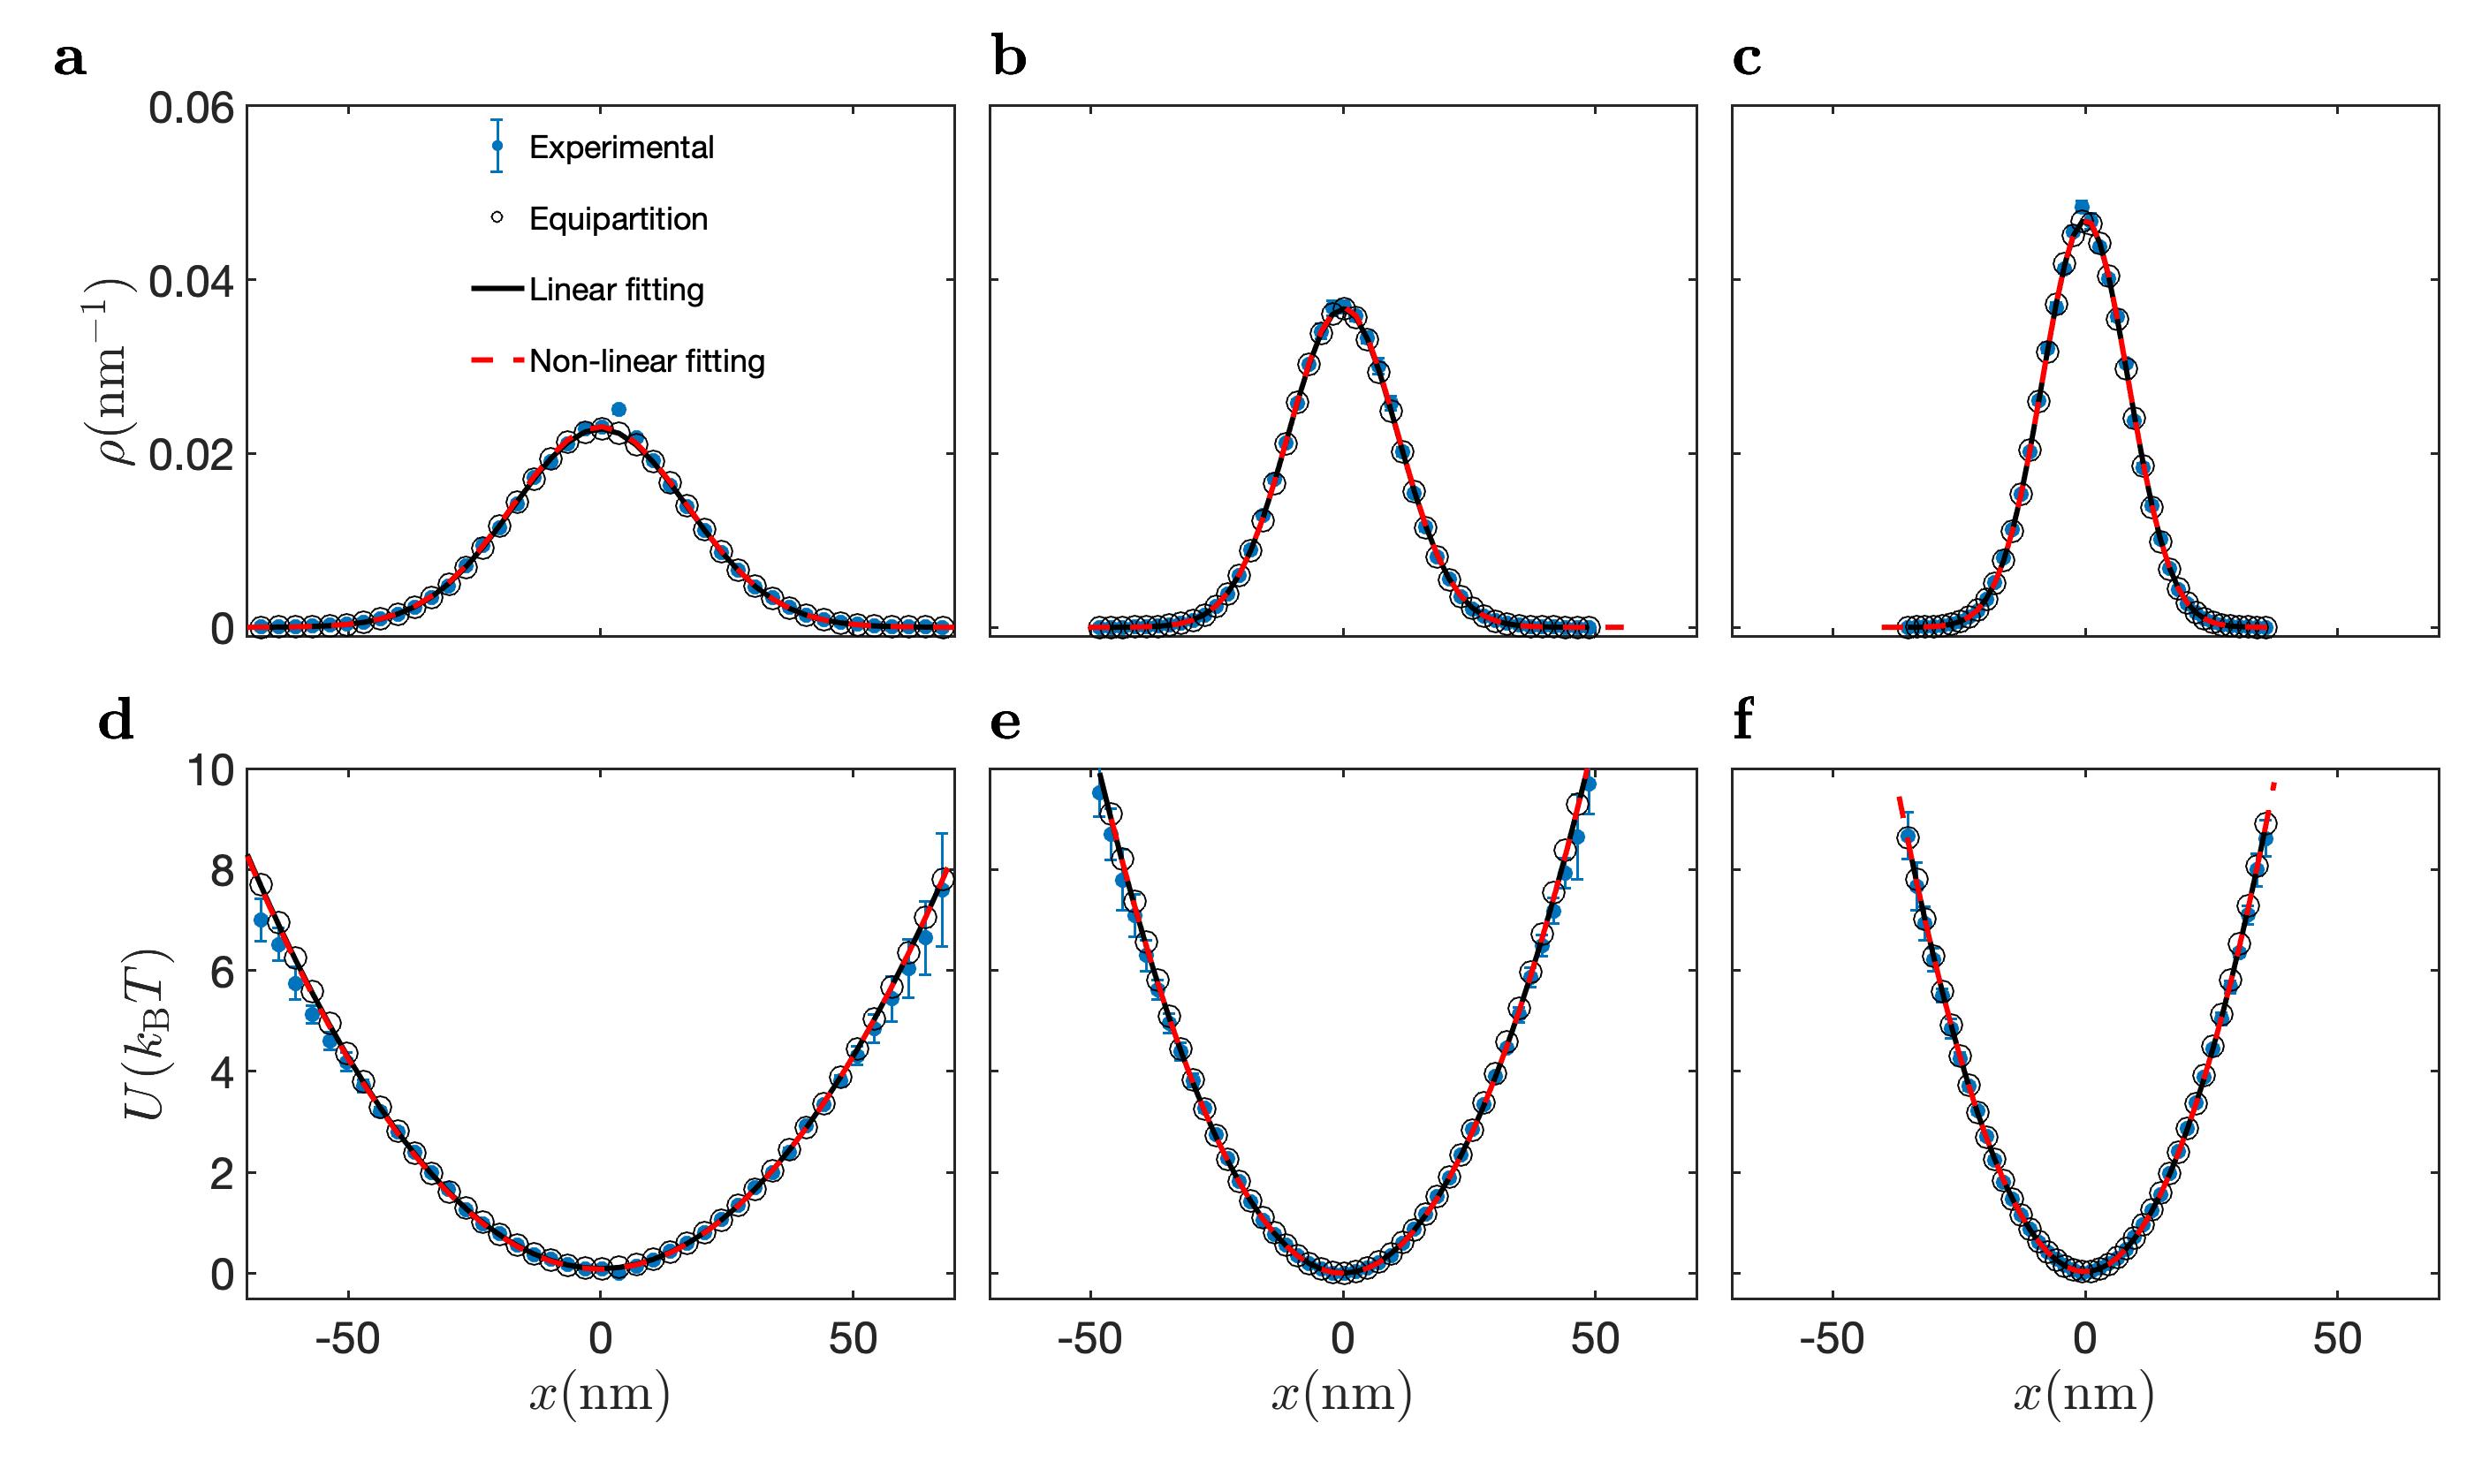 a
b
c
0.06
0.04
0.02
0
ρ(nm⁻¹)
Experimental
Equipartition
Linear fitting
Non-linear fitting
d
e
f
10
8
6
4
2
0
U(k_BT)
-50 0 50
-50 0 50
-50 0 50
x(nm)
x(nm)
x(nm)